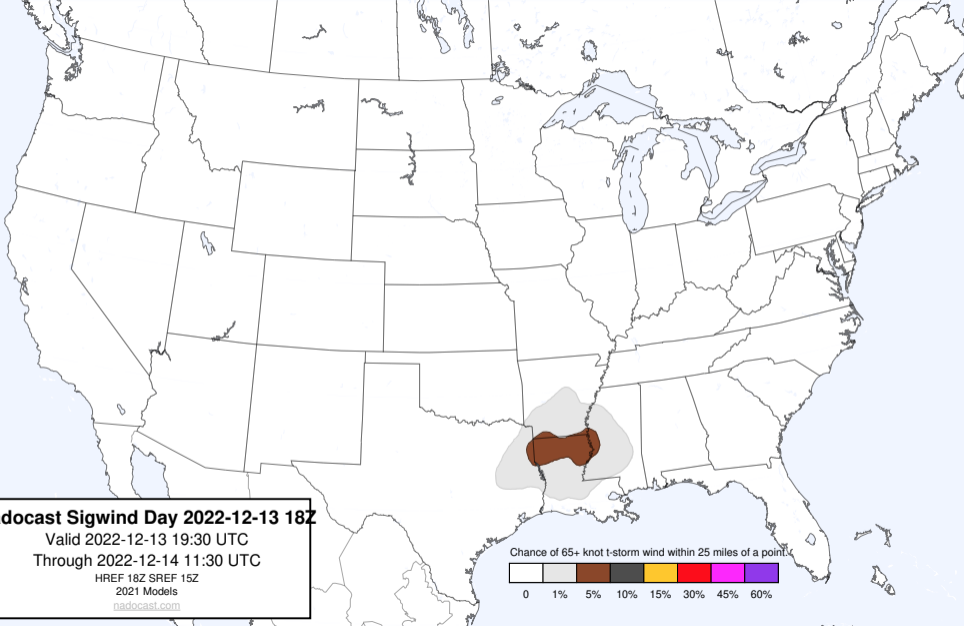 adocast Sigwind Day 2022-12-13 18Z
Valid 2022-12-13 19:30 UTC
Through 2022-12-14 11:30 UTC
HREF 18Z SREF 15Z
2021 Models
nadocast.com
Chance of 65+ knot t-storm wind within 25 miles of a point.
0 1% 5% 10% 15% 30% 45% 60%